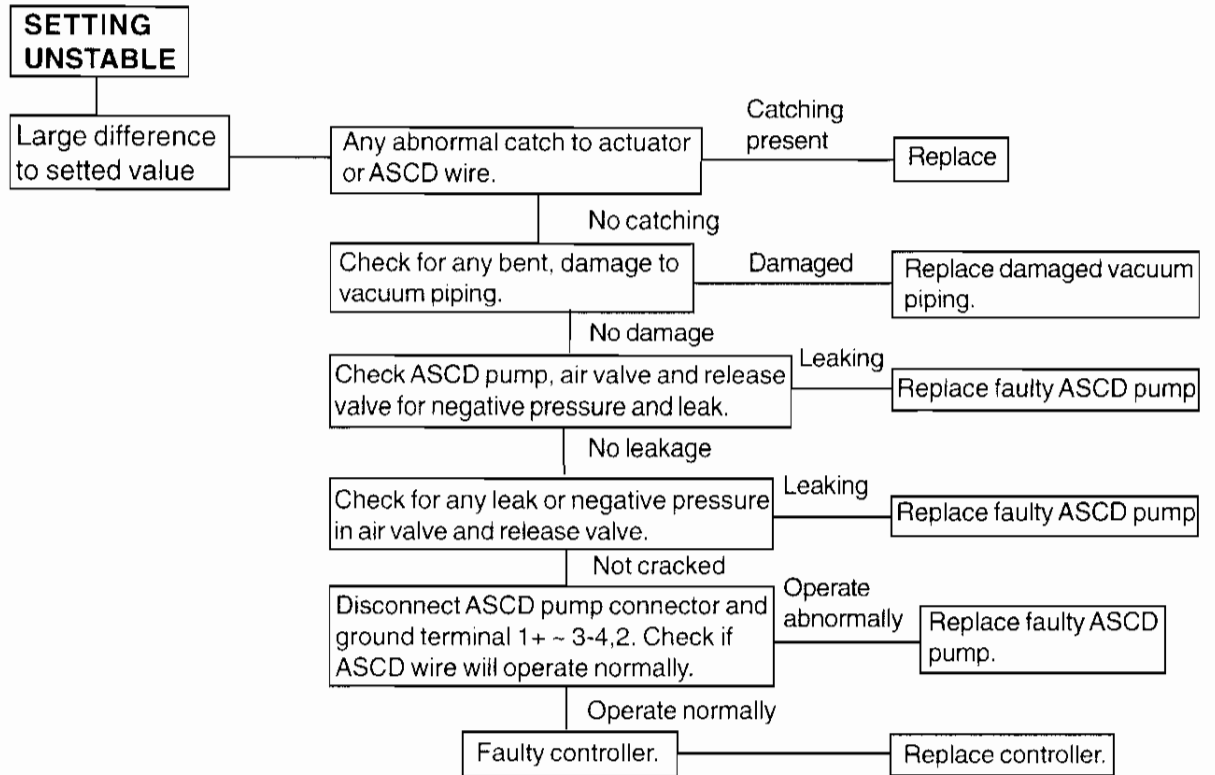 SETTING
UNSTABLE
Large difference
to setted value
Any abnormal catch to actuator
or ASCD wire.
Catching
present
Replace
No catching
Check for any bent, damage to
vacuum piping.
Damaged
Replace damaged vacuum
piping.
No damage
Check ASCD pump, air valve and release
valve for negative pressure and leak.
Leaking
Replace faulty ASCD pump
No leakage
Check for any leak or negative pressure
in air valve and release valve.
Leaking
Replace faulty ASCD pump
Not cracked
Disconnect ASCD pump connector and
ground terminal 1+ ~ 3-4,2. Check if
ASCD wire will operate normally.
Operate
abnormally
Replace faulty ASCD
pump.
Operate normally
Faulty controller.
Replace controller.